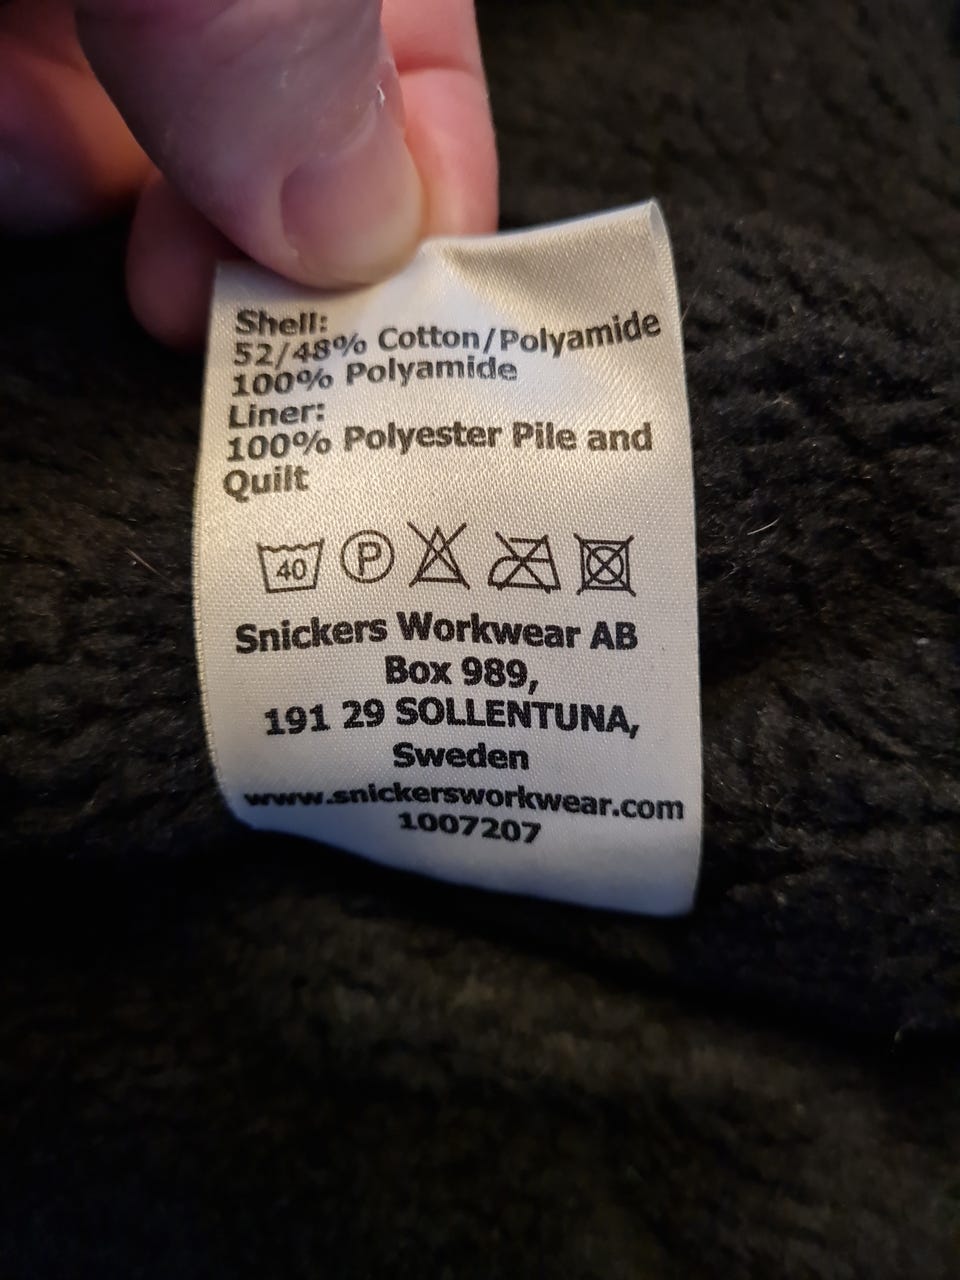 Shell:
52/48% Cotton/Polyamide
100% Polyamide
Liner:
100% Polyester Pile and
Quilt
40 P
Snickers Workwear AB
Box 989,
191 29 SOLLENTUNA,
Sweden
www.snickersworkwear.com
1007207